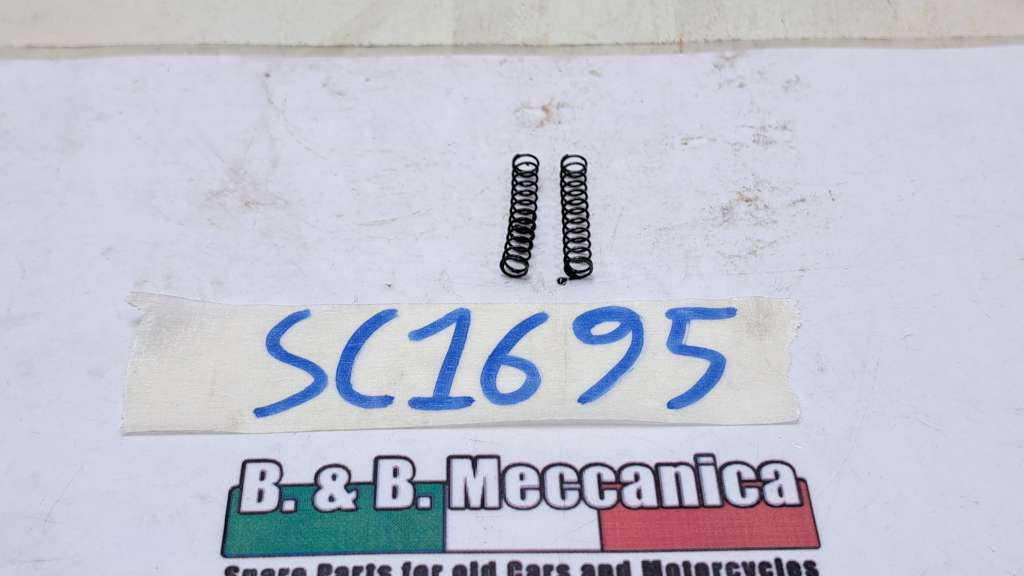 SC1695
B. & B. Meccanica
Spare Parts for old Cars and Motorcycles